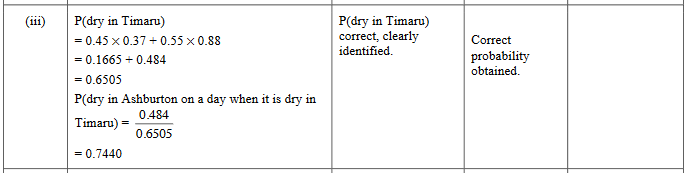 (iii)
P(dry in Timaru)
= 0.45 × 0.37 + 0.55 × 0.88
= 0.1665 + 0.484
= 0.6505
P(dry in Ashburton on a day when it is dry in
Timaru) = 0.484
0.6505
= 0.7440
P(dry in Timaru)
correct, clearly
identified.
Correct
probability
obtained.